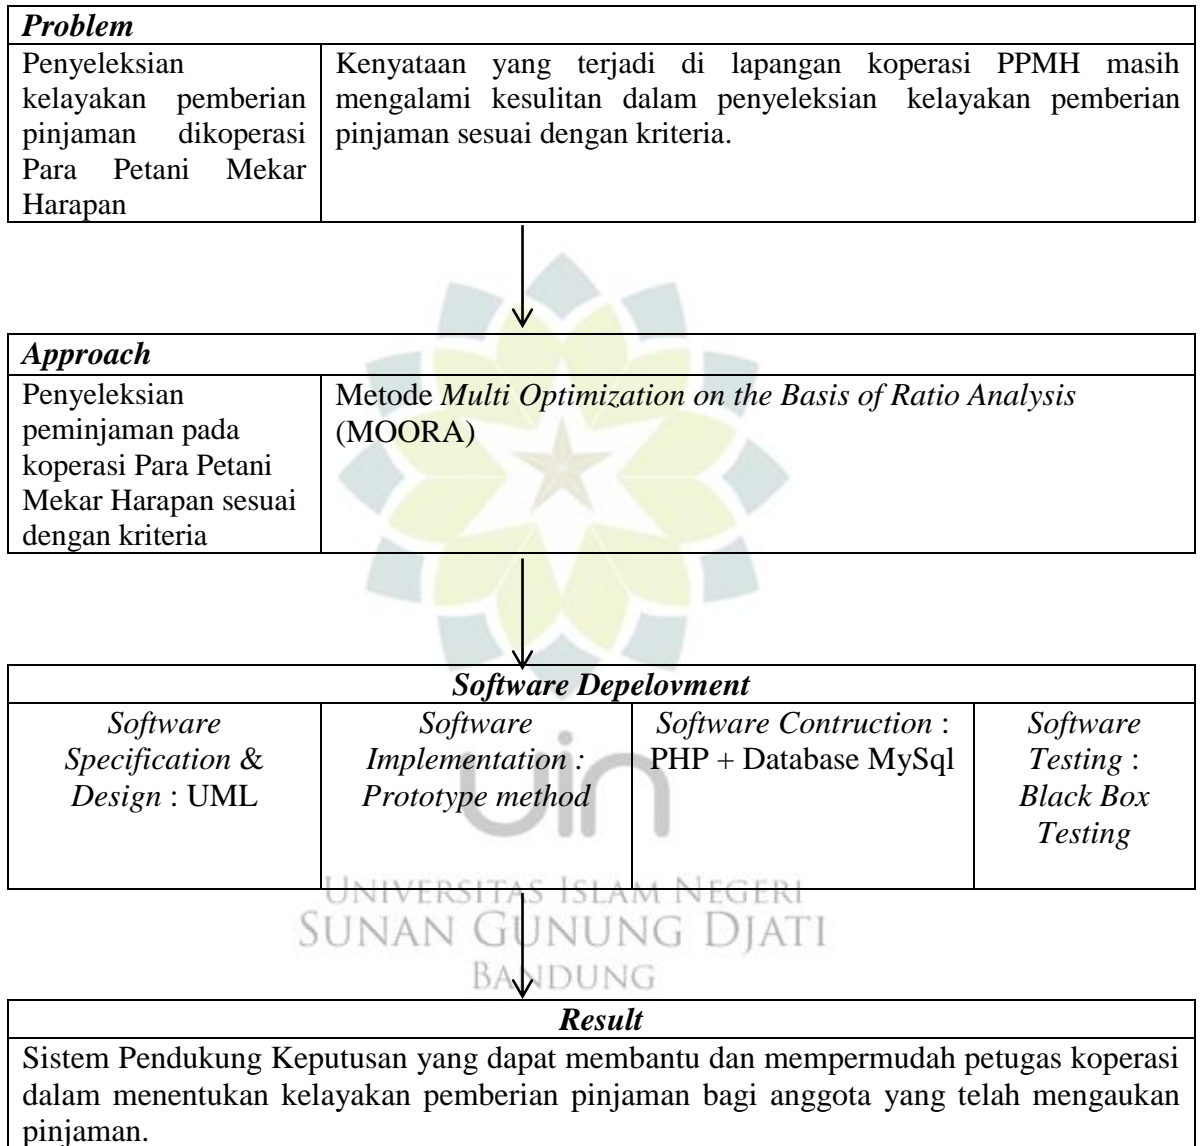 Problem
Penyeleksian
kelayakan pemberian
pinjaman dikoperasi
Para Petani Mekar
Harapan
Kenyataan yang terjadi di lapangan koperasi PPMH masih
mengalami kesulitan dalam penyeleksian kelayakan pemberian
pinjaman sesuai dengan kriteria.
Approach
Penyeleksian
peminjaman pada
koperasi Para Petani
Mekar Harapan sesuai
dengan kriteria
Metode Multi Optimization on the Basis of Ratio Analysis
(MOORA)
Software Depelovment
Software
Specification &
Design : UML
Software
Implementation :
Prototype method
Software Contruction :
PHP + Database MySql
Software
Testing :
Black Box
Testing
uin
UNIVERSITAS ISLAM NEGERI
SUNAN GUNUNG DJATI
BANDUNG
Result
Sistem Pendukung Keputusan yang dapat membantu dan mempermudah petugas koperasi
dalam menentukan kelayakan pemberian pinjaman bagi anggota yang telah mengaukan
pinjaman.